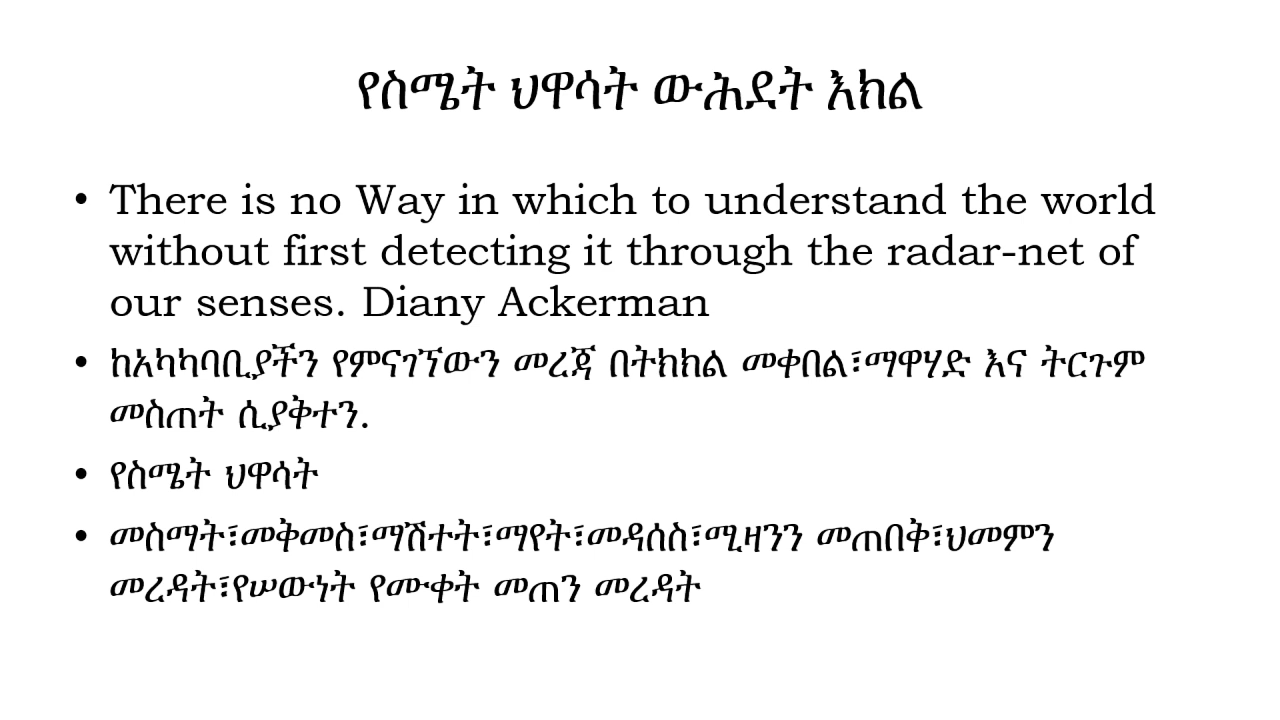 የስሜት ህዋሳት ውሕደት እክል
• There is no Way in which to understand the world
without first detecting it through the radar-net of
our senses. Diany Ackerman
• ከአካካባቢያችን የምናገኘውን መረጃ በትክክል መቀበል፣ማዋሃድ እና ትርጉም
መስጠት ሲያቅተን.
• የስሜት ህዋሳት
• መስማት፣መቅመስ፣ማሽተት፣ማየት፣መዳሰስ፣ሚዛንን መጠበቅ፣ህመምን
መረዳት፣የሠውነት የሙቀት መጠን መረዳት